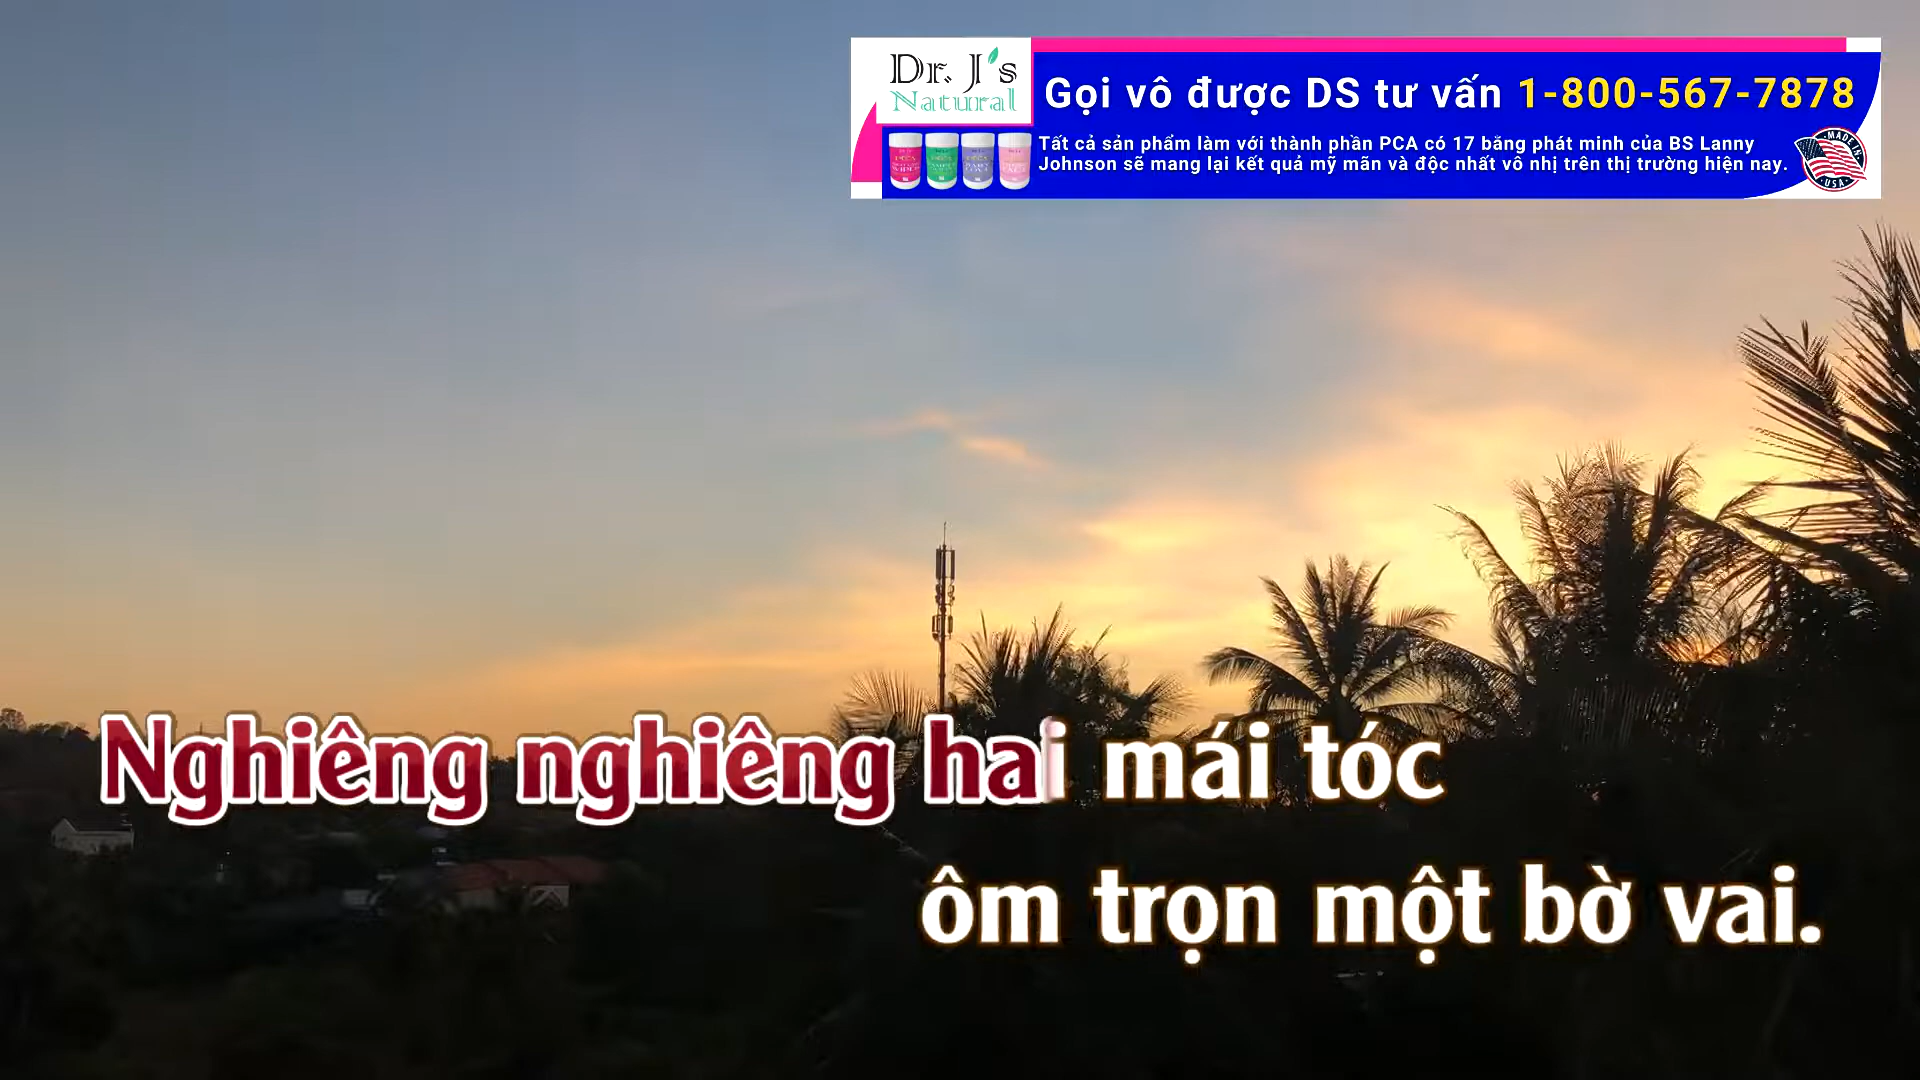 Dr. J's
Natural
Gọi vô được DS tư vấn 1-800-567-7878
Tất cả sản phẩm làm với thành phần PCA có 17 bằng phát minh của BS Lanny
Johnson sẽ mang lại kết quả mỹ mãn và độc nhất vô nhị trên thị trường hiện nay.
MADE IN
USA
Nghiêng nghiêng hai mái tóc
ôm trọn một bờ vai.